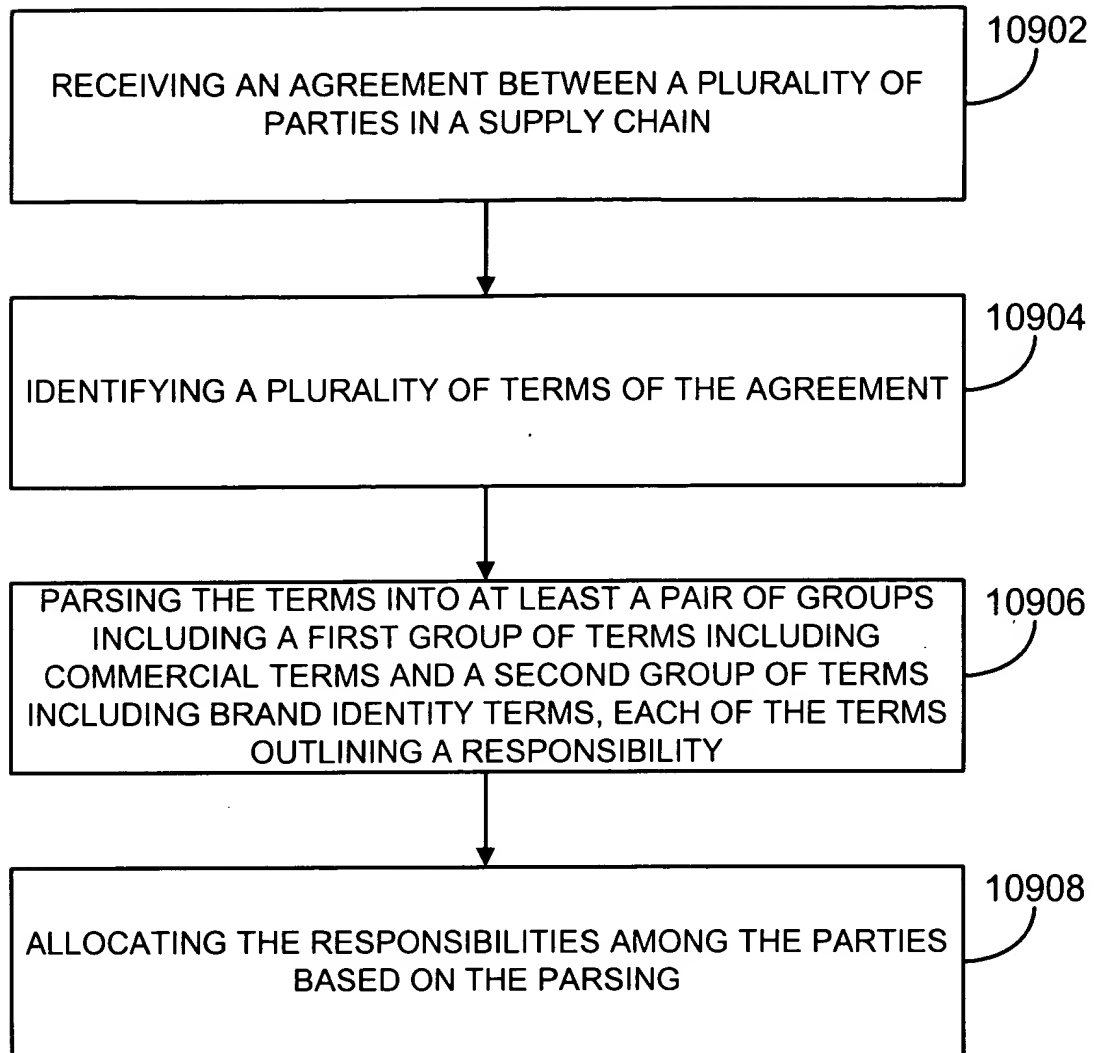 10902
RECEIVING AN AGREEMENT BETWEEN A PLURALITY OF
PARTIES IN A SUPPLY CHAIN
10904
IDENTIFYING A PLURALITY OF TERMS OF THE AGREEMENT
10906
PARSING THE TERMS INTO AT LEAST A PAIR OF GROUPS
INCLUDING A FIRST GROUP OF TERMS INCLUDING
COMMERCIAL TERMS AND A SECOND GROUP OF TERMS
INCLUDING BRAND IDENTITY TERMS, EACH OF THE TERMS
OUTLINING A RESPONSIBILITY
10908
ALLOCATING THE RESPONSIBILITIES AMONG THE PARTIES
BASED ON THE PARSING